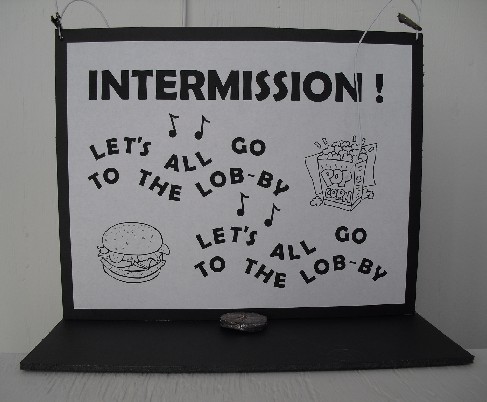 INTERMISSION !
LET'S ALL GO
TO THE LOB-BY
POP
CORN
LET'S ALL GO
TO THE LOB-BY